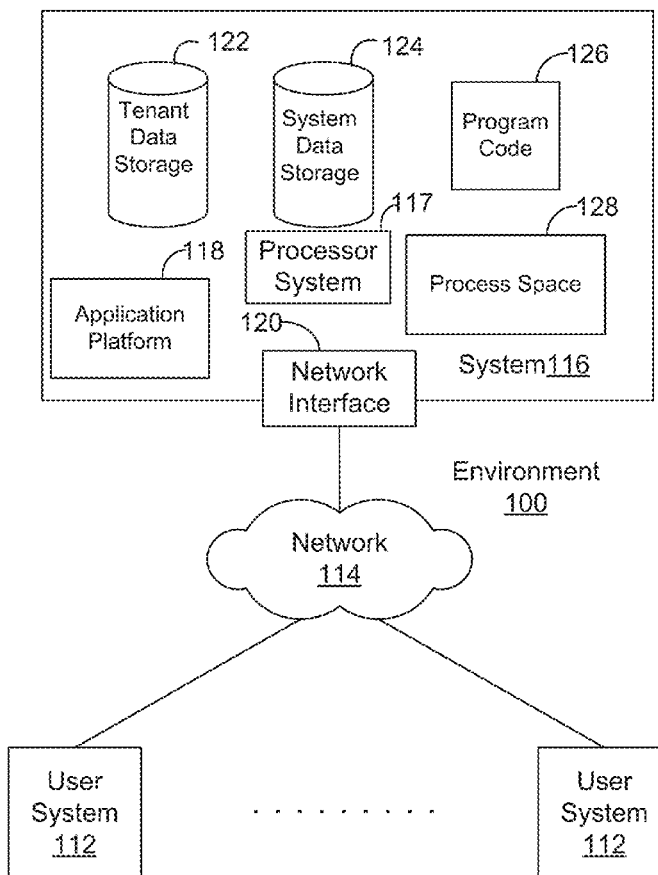 122
124
126
Tenant
Data
Storage
System
Data
Storage
Program
Code
117
128
118
Processor
System
Process Space
Application
Platform
120
System116
Network
Interface
Environment
100
Network
114
User
System
112
. . . . . . . . . .
User
System
112